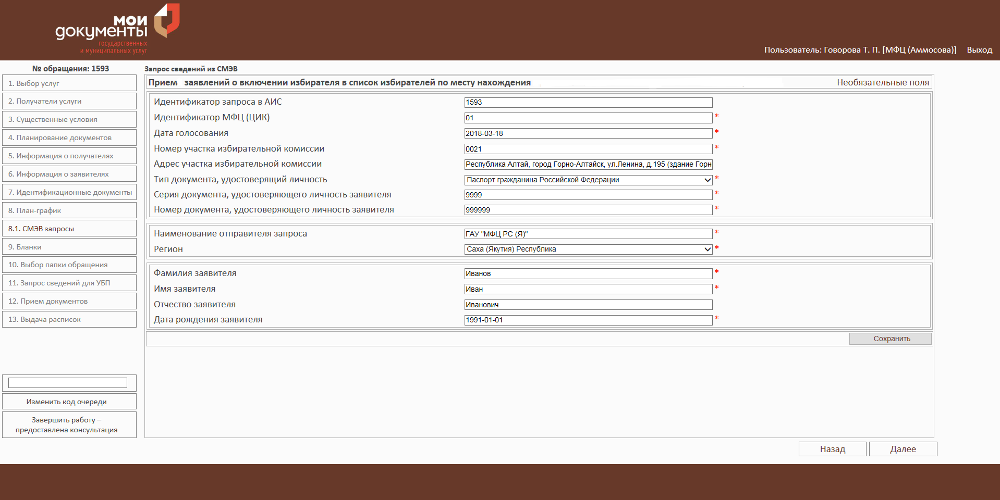 мои
документы
государственных
и муниципальных услуг
Пользователь: Говорова Т. П. [МФЦ (Аммосова)]
Выход
№ обращения: 1593
1. Выбор услуг
2. Получатели услуги
3. Существенные условия
4. Планирование документов
5. Информация о получателях
6. Информация о заявителях
7. Идентификационные документы
8. План-график
8.1. СМЭВ запросы
9. Бланки
10. Выбор папки обращения
11. Запрос сведений для УБП
12. Прием документов
13. Выдача расписок
Изменить код очереди
Завершить работу –
предоставлена консультация
Запрос сведений из СМЭВ
Прием заявлений о включении избирателя в список избирателей по месту нахождения
Необязательные поля
Идентификатор запроса в АИС 1593
Идентификатор МФЦ (ЦИК) 01 *
Дата голосования 2018-03-18 *
Номер участка избирательной комиссии 0021 *
Адрес участка избирательной комиссии Республика Алтай, город Горно-Алтайск, ул.Ленина, д.195 (здание Горн
Тип документа, удостоверящий личность Паспорт гражданина Российской Федерации *
Серия документа, удостоверяющего личность заявителя 9999 *
Номер документа, удостоверяющего личность заявителя 999999 *
Наименование отправителя запроса ГАУ "МФЦ РС (Я)" *
Регион Саха (Якутия) Республика *
Фамилия заявителя Иванов *
Имя заявителя Иван *
Отчество заявителя Иванович
Дата рождения заявителя 1991-01-01 *
Сохранить
Назад
Далее